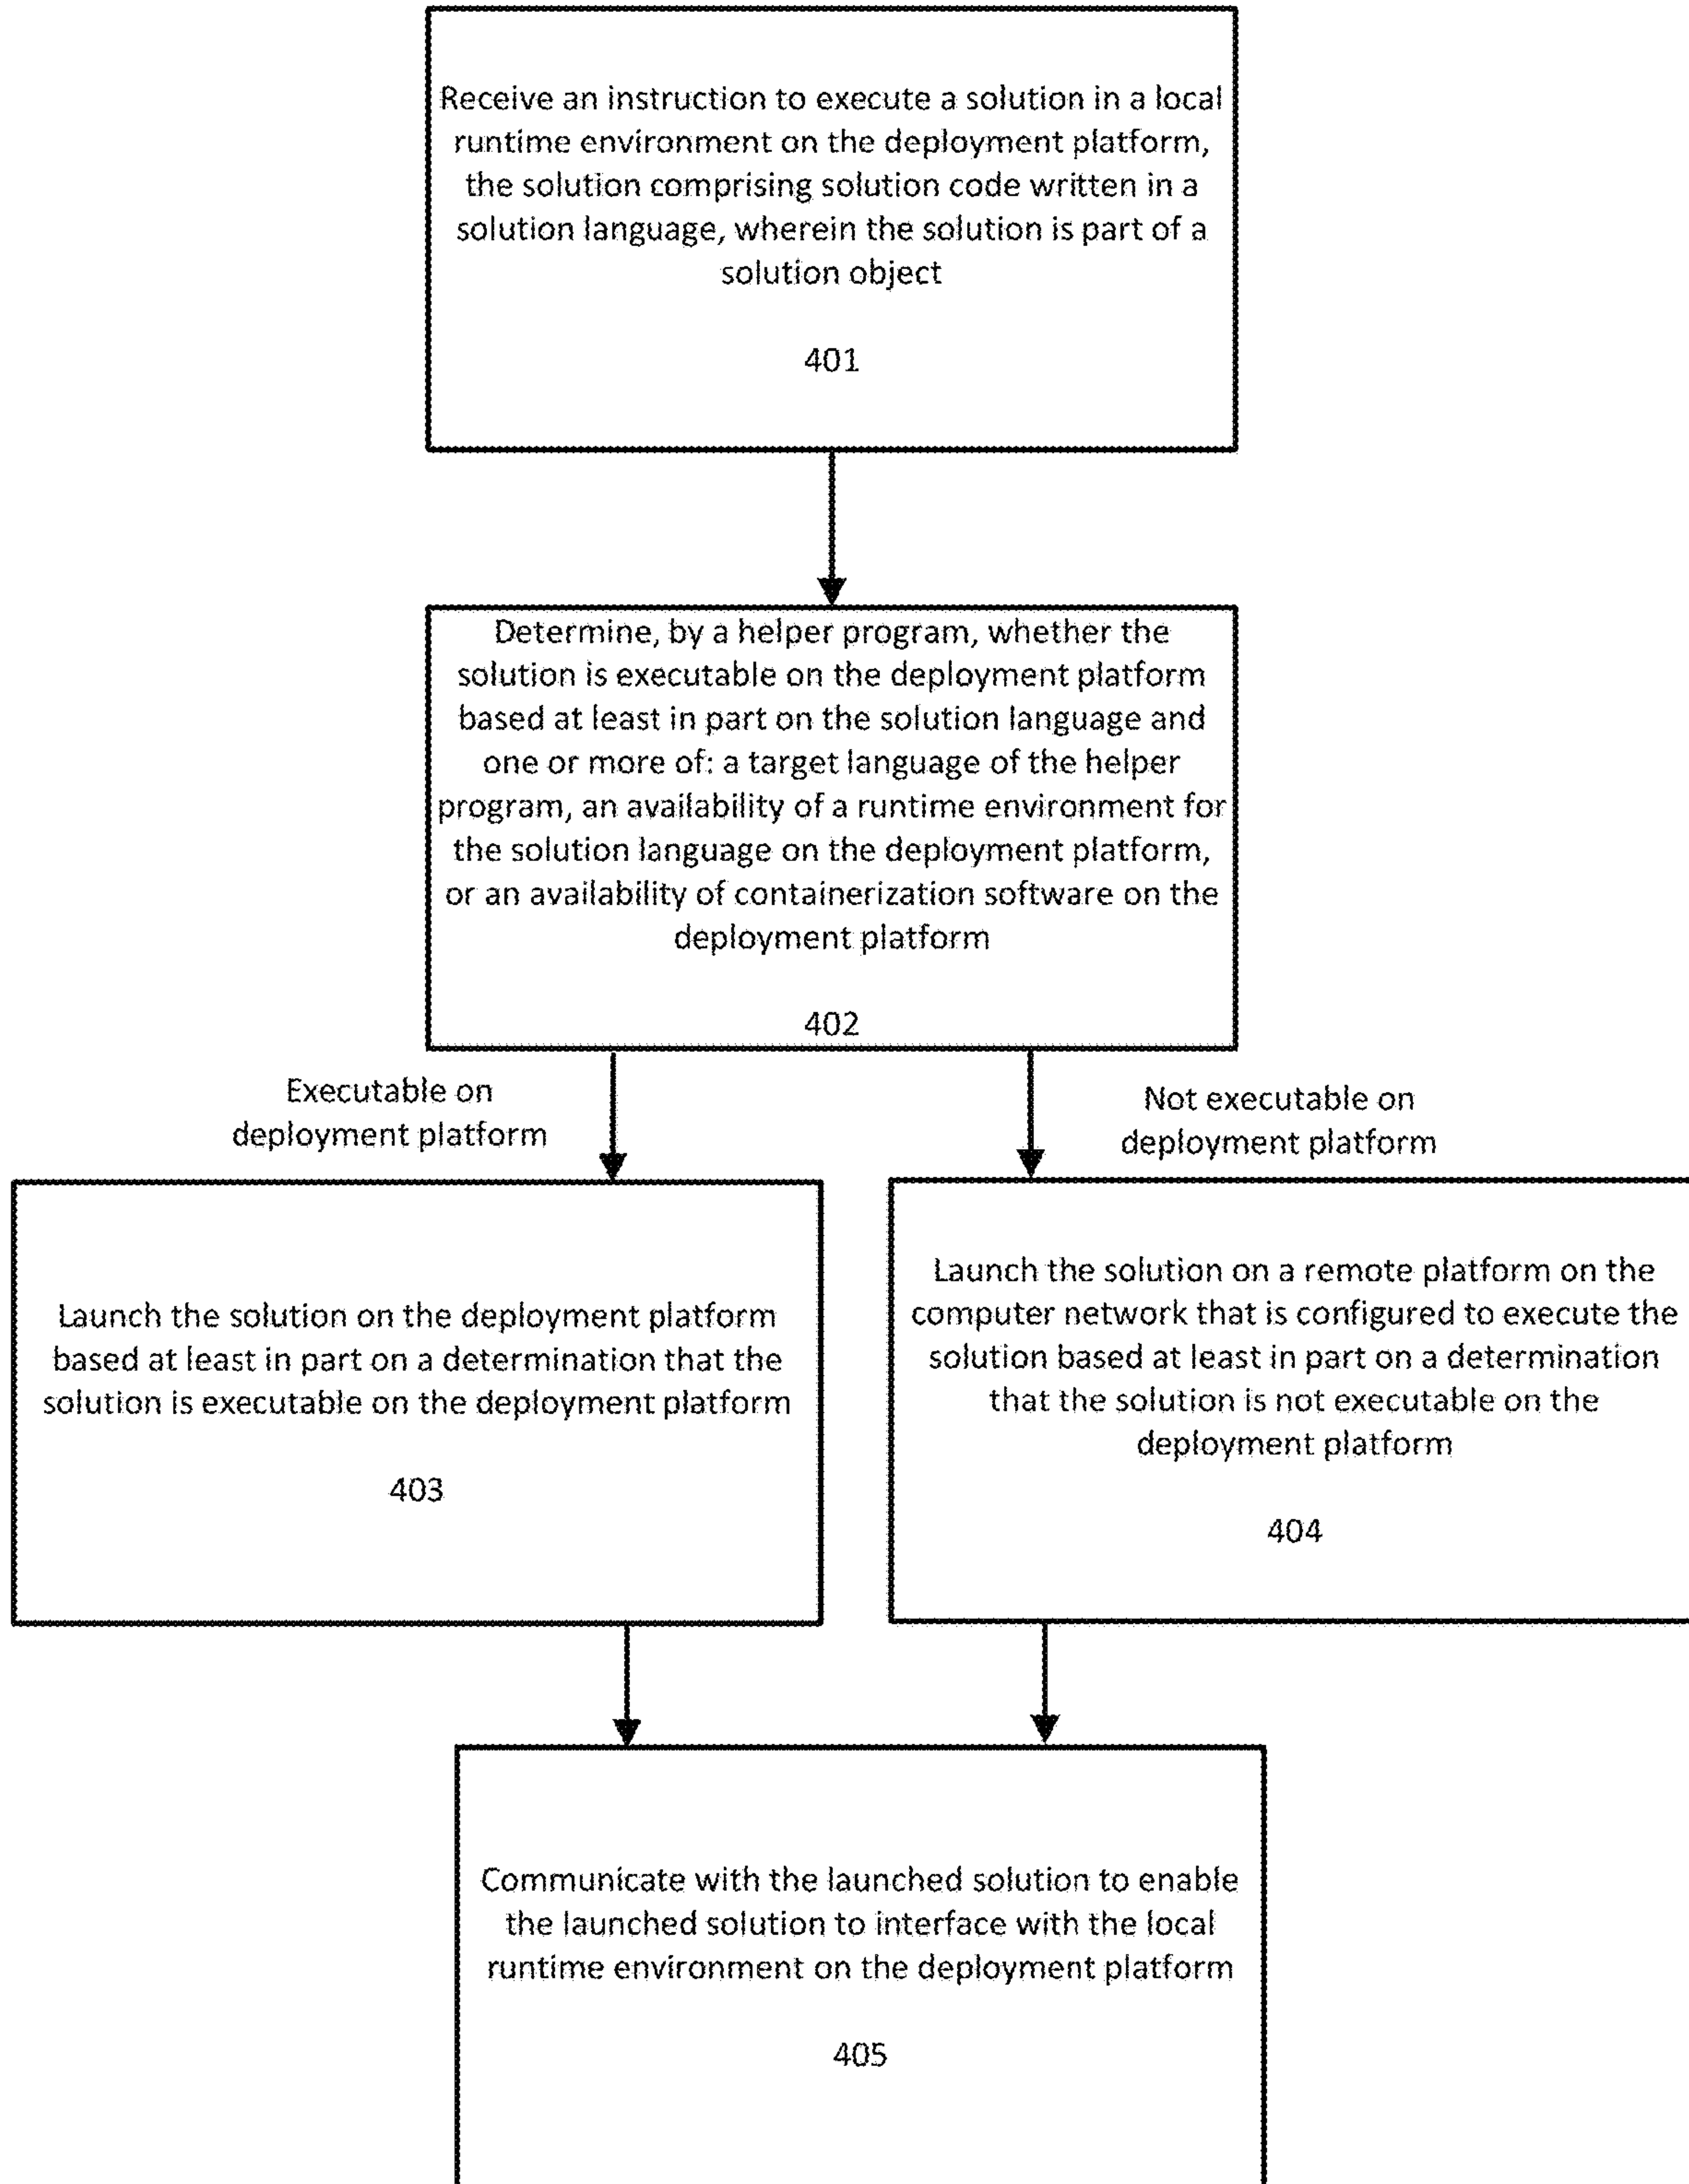 Receive an instruction to execute a solution in a local
runtime environment on the deployment platform,
the solution comprising solution code written in a
solution language, wherein the solution is part of a
solution object
401
Determine, by a helper program, whether the
solution is executable on the deployment platform
based at least in part on the solution language and
one or more of: a target language of the helper
program, an availability of a runtime environment for
the solution language on the deployment platform,
or an availability of containerization software on the
deployment platform
402
Executable on
deployment platform
Not executable on
deployment platform
Launch the solution on the deployment platform
based at least in part on a determination that the
solution is executable on the deployment platform
403
Launch the solution on a remote platform on the
computer network that is configured to execute the
solution based at least in part on a determination
that the solution is not executable on the
deployment platform
404
Communicate with the launched solution to enable
the launched solution to interface with the local
runtime environment on the deployment platform
405